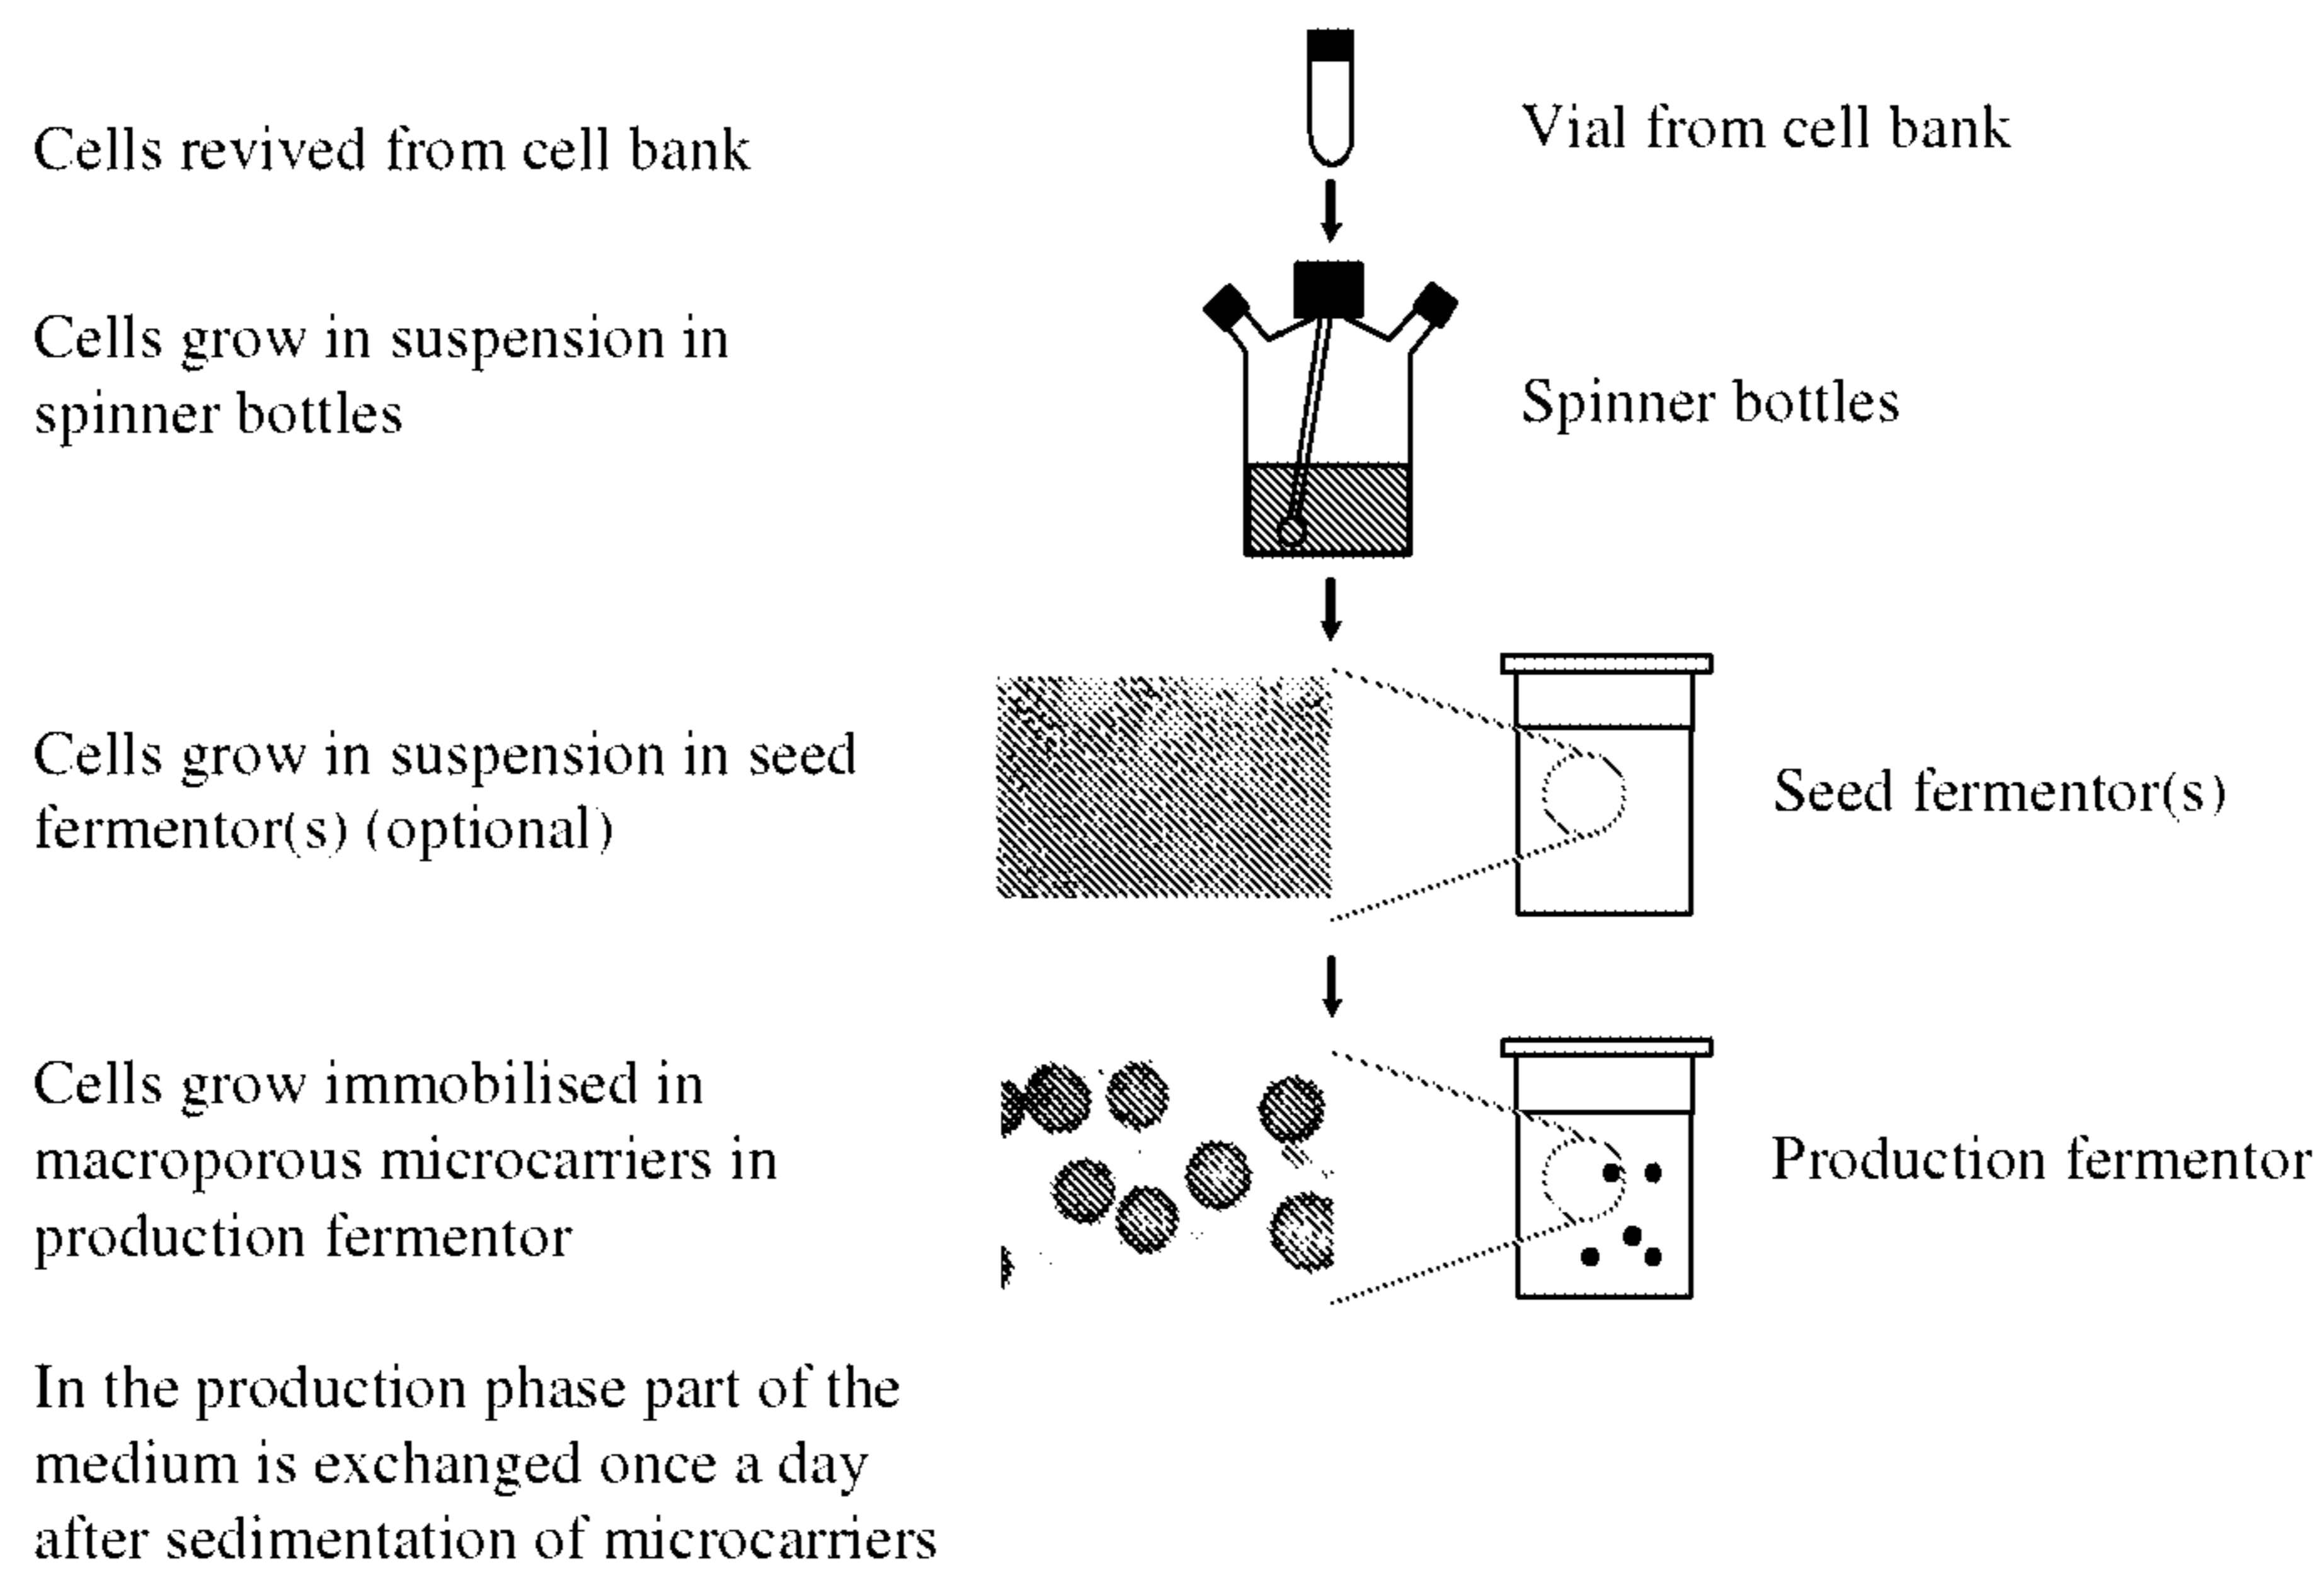 Cells revived from cell bank
Vial from cell bank
Cells grow in suspension in
spinner bottles
Spinner bottles
Cells grow in suspension in seed
fermentor(s) (optional)
Seed fermentor(s)
Cells grow immobilised in
macroporous microcarriers in
production fermentor
Production fermentor
In the production phase part of the
medium is exchanged once a day
after sedimentation of microcarriers